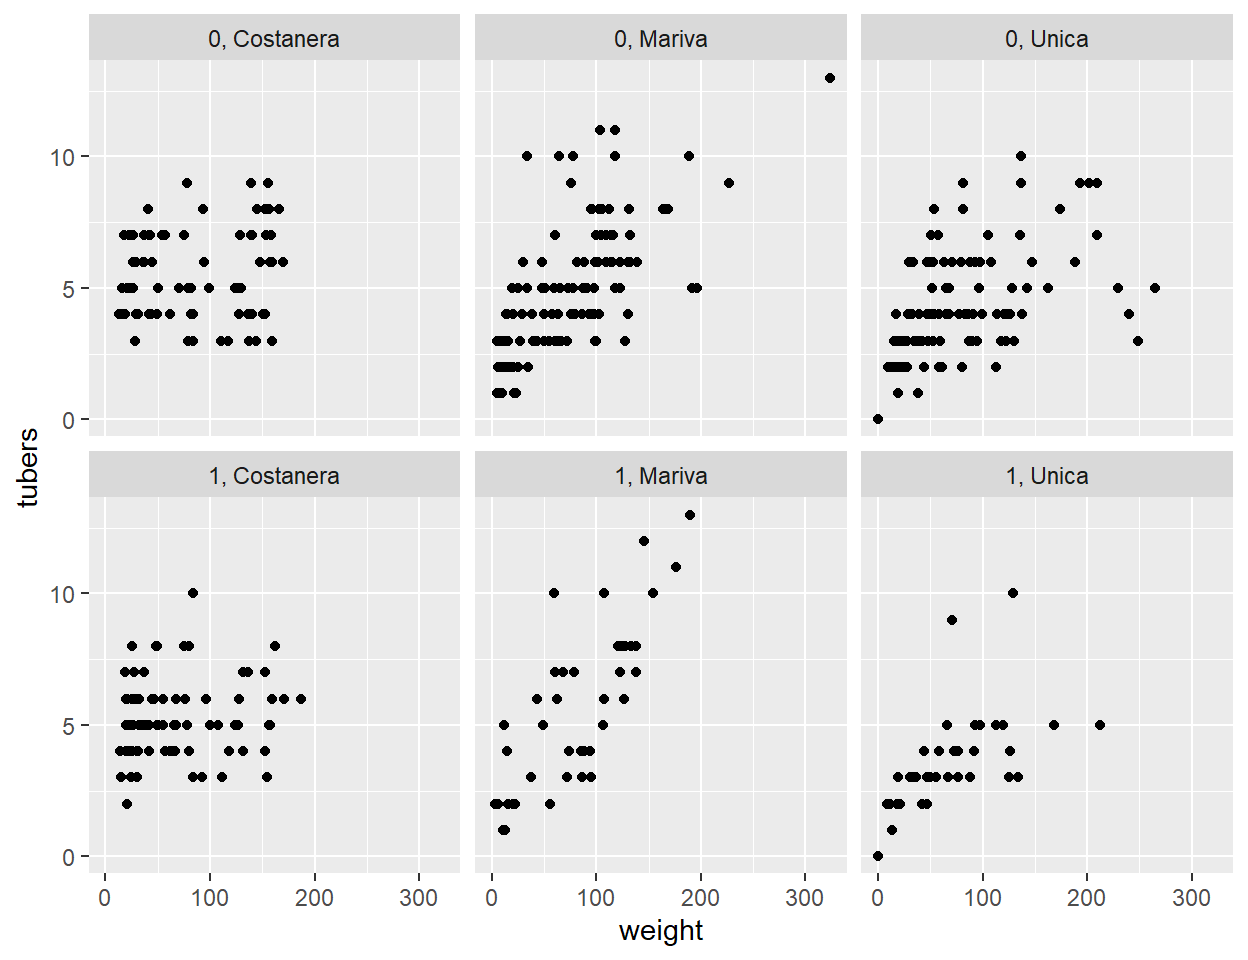 0, Costanera
0, Mariva
0, Unica
10
5
0
1, Costanera
1, Mariva
1, Unica
10
5
0
tubers
0 100 200 300
0 100 200 300
0 100 200 300
weight